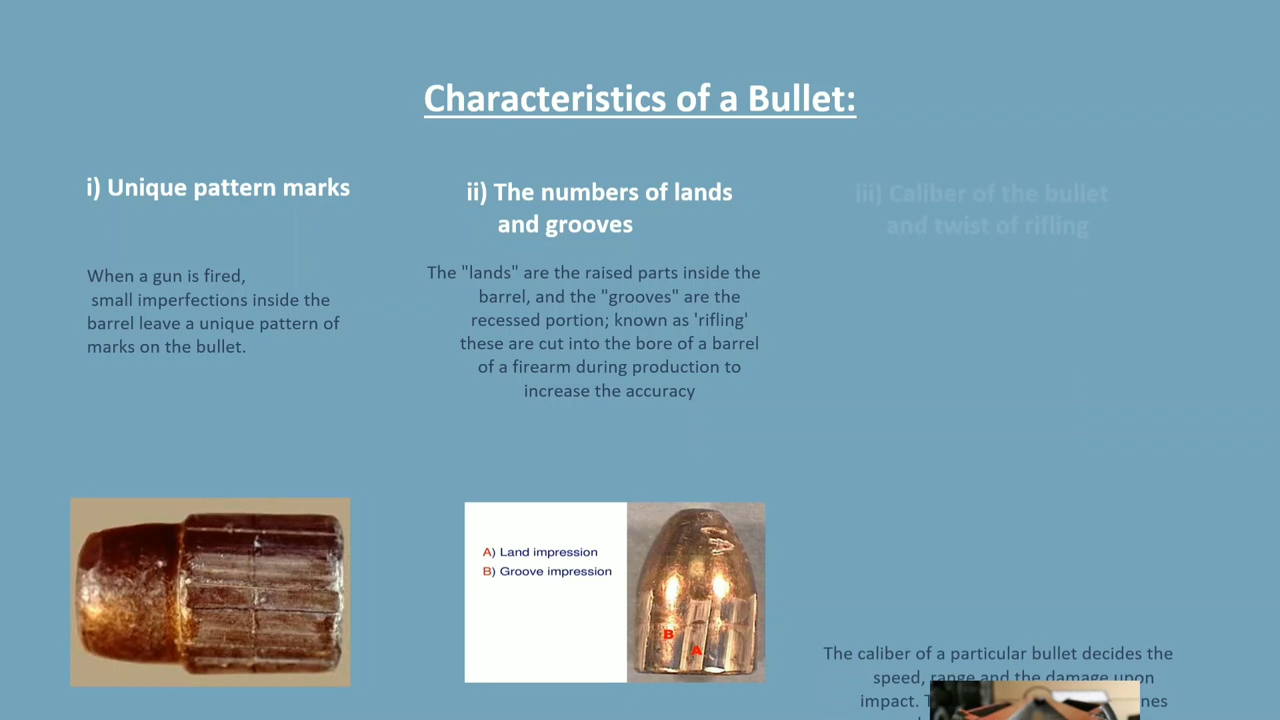 Characteristics of a Bullet:
i) Unique pattern marks
When a gun is fired,
small imperfections inside the
barrel leave a unique pattern of
marks on the bullet.
ii) The numbers of lands
and grooves
The "lands" are the raised parts inside the
barrel, and the "grooves" are the
recessed portion; known as 'rifling'
these are cut into the bore of a barrel
of a firearm during production to
increase the accuracy
A) Land impression
B) Groove impression
B
A
iii) Caliber of the bullet
and twist of rifling
The caliber of a particular bullet decides the
speed, range and the damage upon
impact.